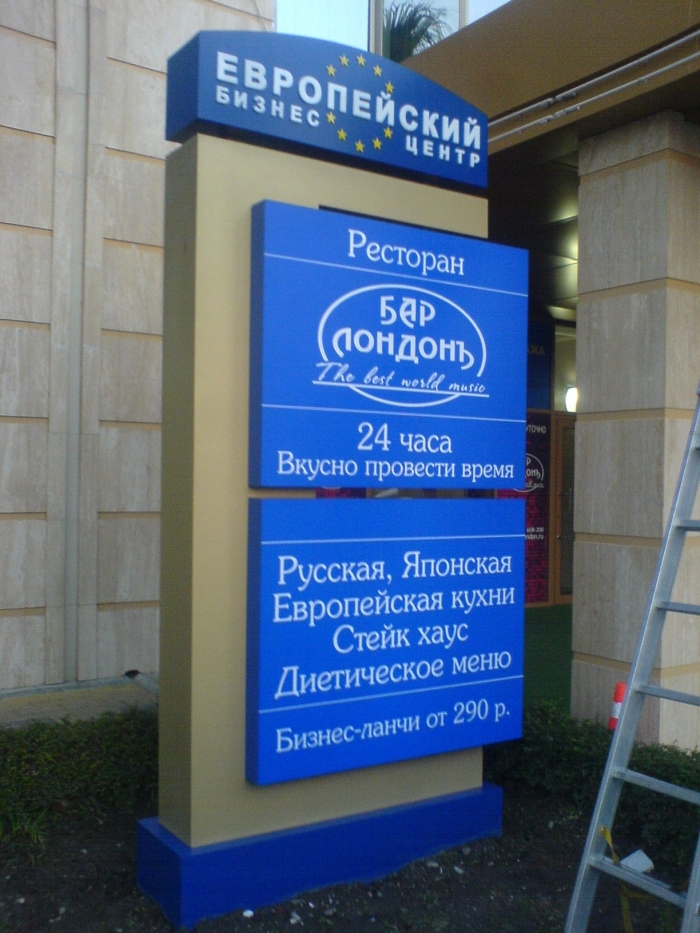 ЕВРОПЕЙСКИЙ
БИЗНЕС ЦЕНТР
Ресторан
БАР
ЛОНДОНЪ
The best world music
24 часа
Вкусно провести время
Русская, Японская
Европейская кухни
Стейк хаус
Диетическое меню
Бизнес-ланчи от 290 р.